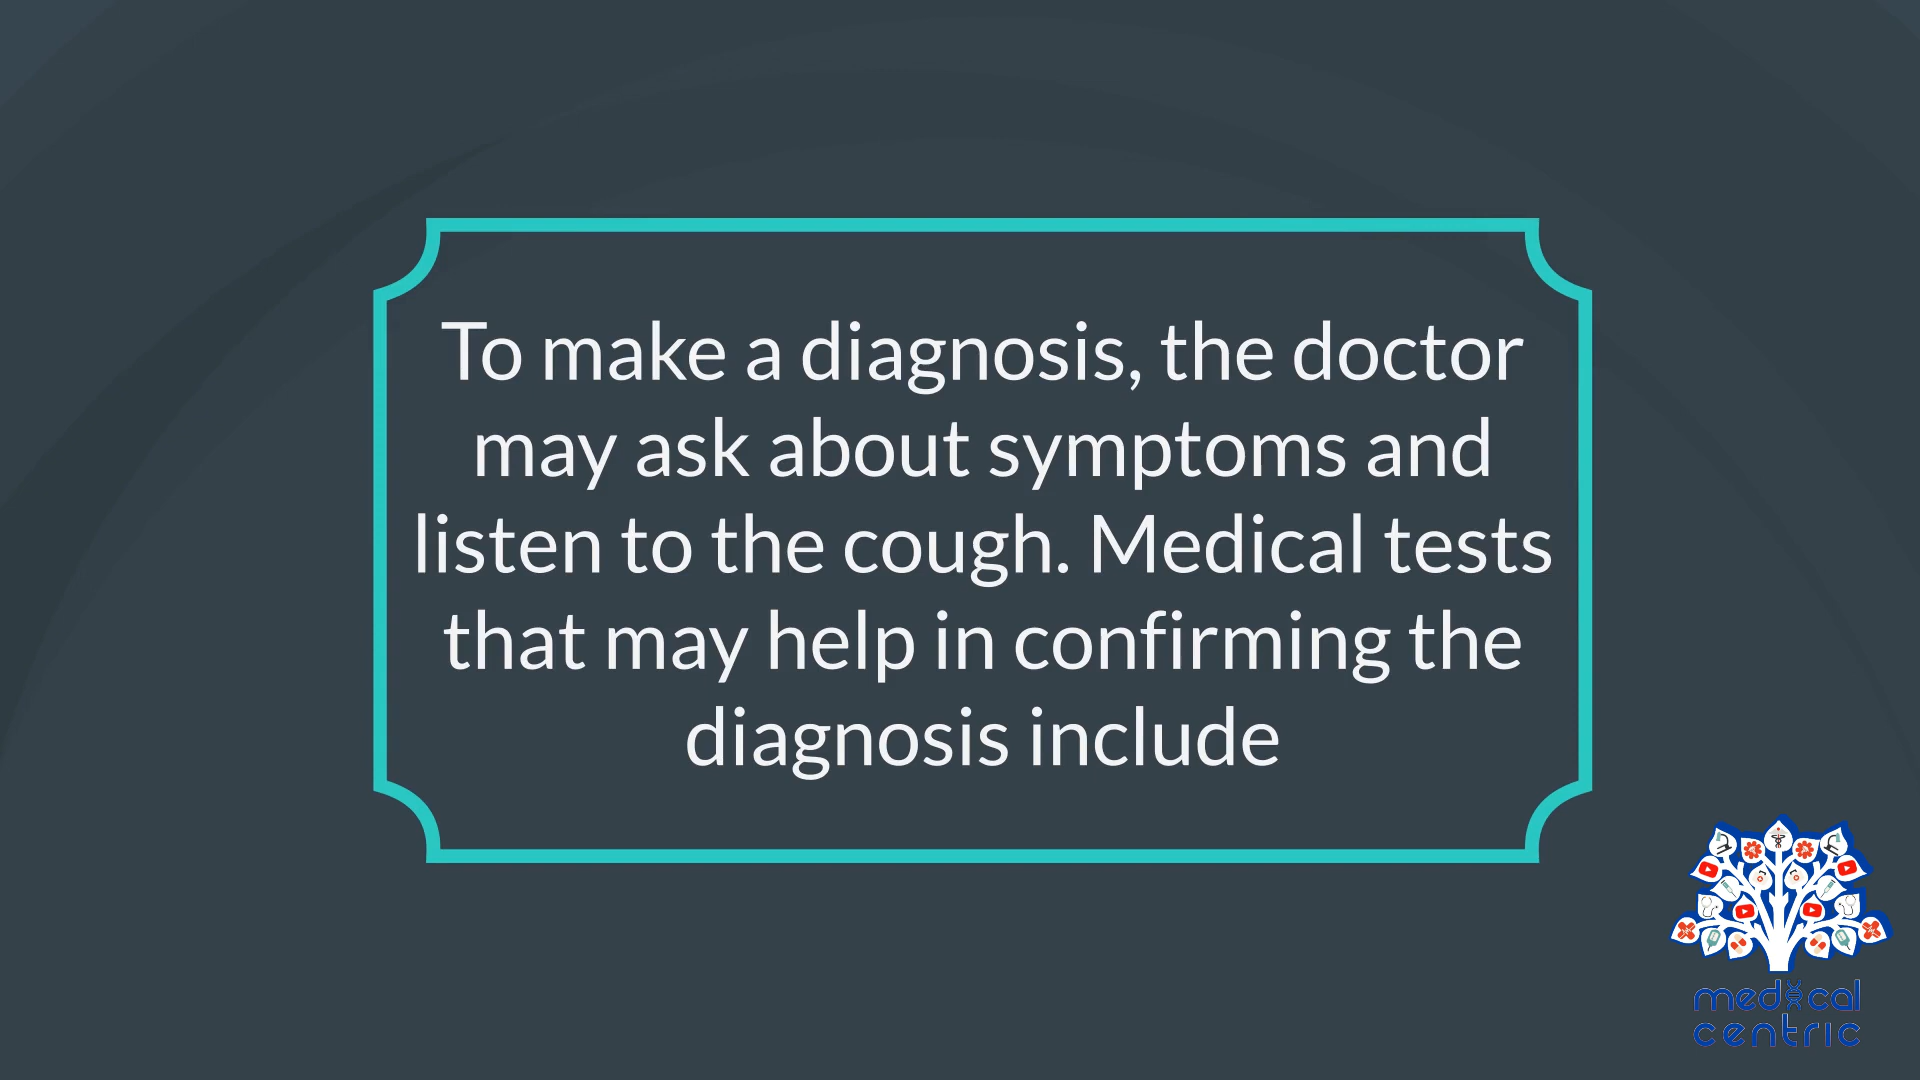 To make a diagnosis, the doctor
may ask about symptoms and
listen to the cough. Medical tests
that may help in confirming the
diagnosis include
medical
centric